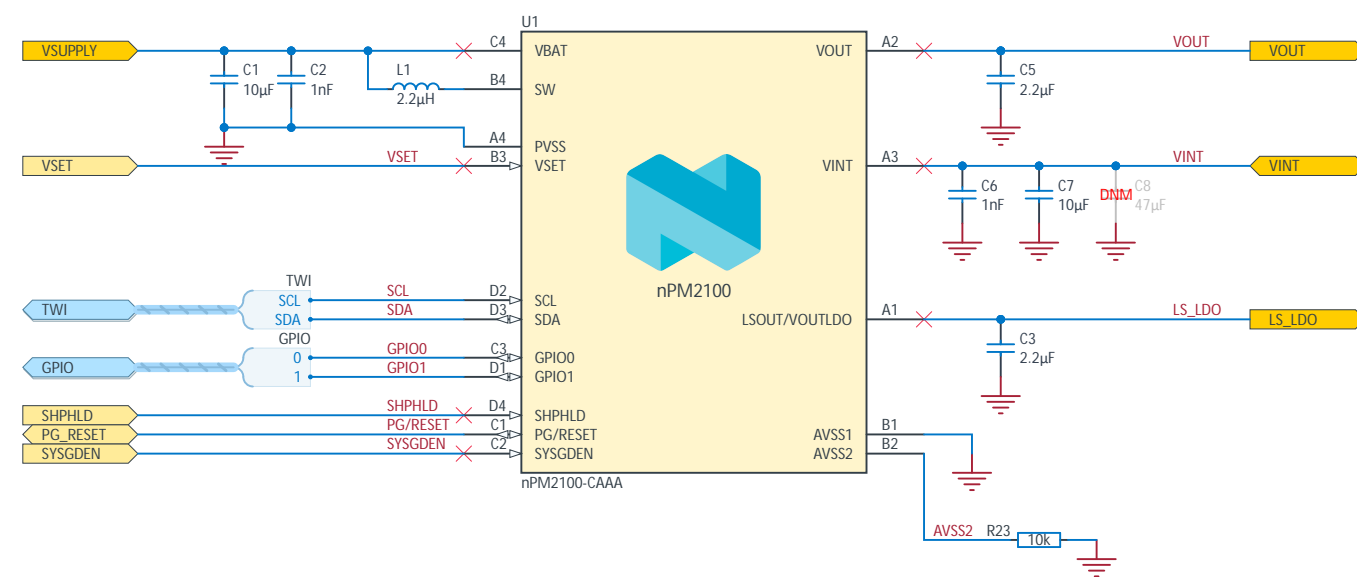 U1
VSUPPLY
C4
VBAT
VOUT
A2
VOUT
VOUT
C1
10µF
C2
1nF
L1
2.2µH
B4
SW
C5
2.2µF
A4
PVSS
VSET
VSET
B3
VSET
VINT
A3
VINT
VINT
C6
1nF
C7
10µF
DNM
C8
47µF
nPM2100
TWI
TWI
SCL
SCL
D2
SCL
SDA
SDA
D3
SDA
LSOUT/VOUTLDO
A1
LS_LDO
LS_LDO
C3
2.2µF
GPIO
GPIO
0
GPIO0
C3
GPIO0
1
GPIO1
D1
GPIO1
SHPHLD
SHPHLD
D4
SHPHLD
PG_RESET
PG/RESET
C1
PG/RESET
SYSGDEN
SYSGDEN
C2
SYSGDEN
AVSS1
B1
AVSS2
B2
nPM2100-CAAA
AVSS2
R23
10k